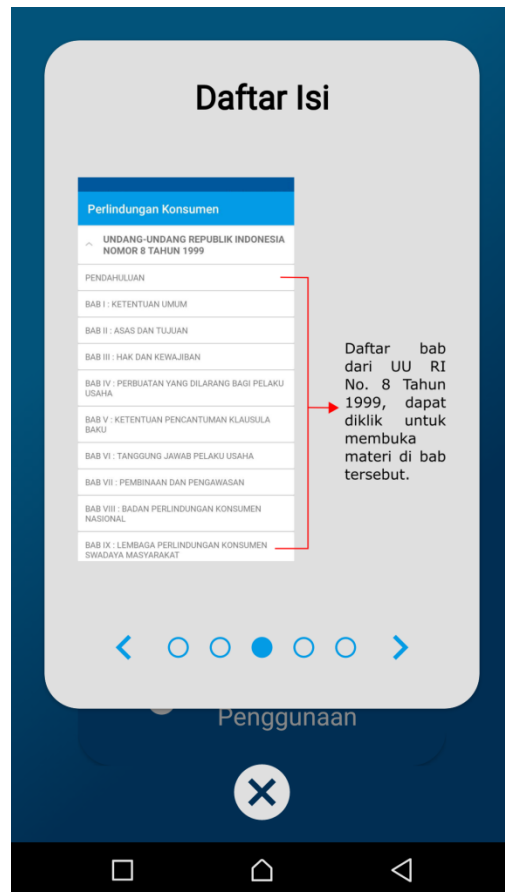 Daftar Isi
Perlindungan Konsumen
UNDANG-UNDANG REPUBLIK INDONESIA
NOMOR 8 TAHUN 1999
PENDAHULUAN
BAB I : KETENTUAN UMUM
BAB II : ASAS DAN TUJUAN
BAB III : HAK DAN KEWAJIBAN
BAB IV : PERBUATAN YANG DILARANG BAGI PELAKU
USAHA
BAB V : KETENTUAN PENCANTUMAN KLAUSULA
BAKU
BAB VI : TANGGUNG JAWAB PELAKU USAHA
BAB VII : PEMBINAAN DAN PENGAWASAN
BAB VIII : BADAN PERLINDUNGAN KONSUMEN
NASIONAL
BAB IX : LEMBAGA PERLINDUNGAN KONSUMEN
SWADAYA MASYARAKAT
Daftar bab
dari UU RI
No. 8 Tahun
1999, dapat
diklik untuk
membuka
materi di bab
tersebut.
Penggunaan